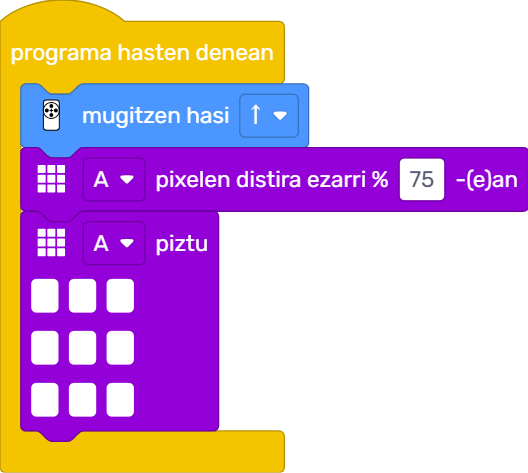 programa hasten denean
mugitzen hasi ↑
A pixelen distira ezarri % 75 -(e)an
A piztu